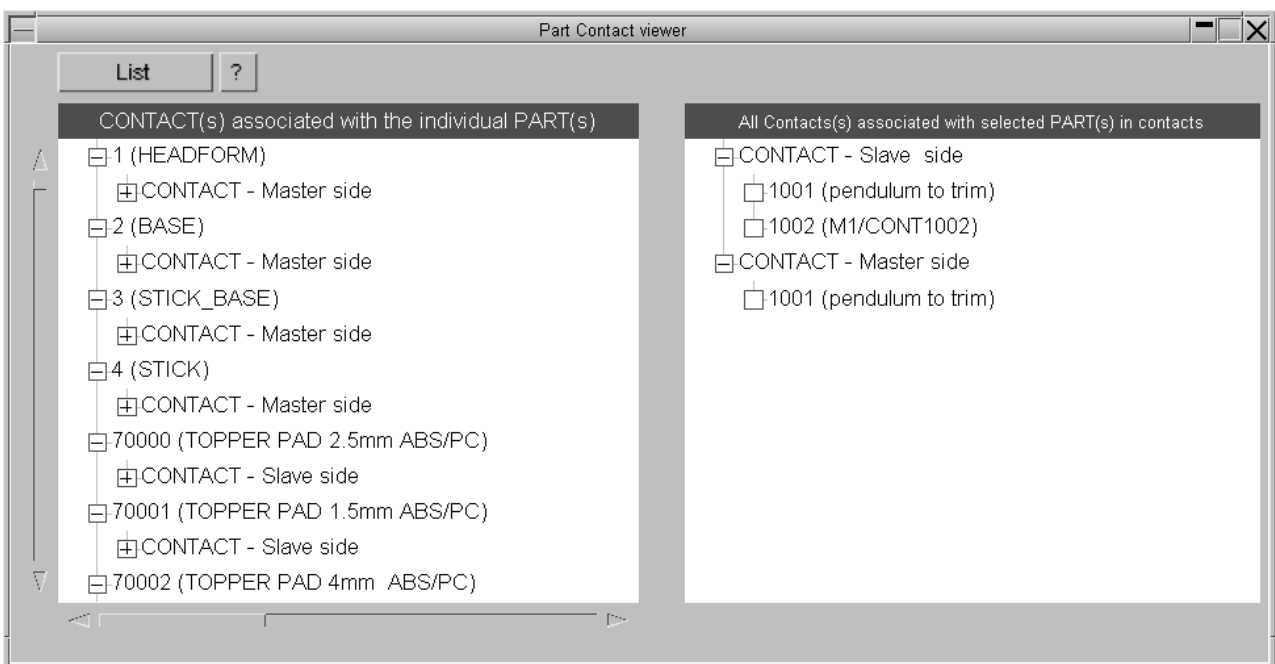 Part Contact viewer
List
?
CONTACT(s) associated with the individual PART(s)
1 (HEADFORM)
CONTACT - Master side
2 (BASE)
CONTACT - Master side
3 (STICK_BASE)
CONTACT - Master side
4 (STICK)
CONTACT - Master side
70000 (TOPPER PAD 2.5mm ABS/PC)
CONTACT - Slave side
70001 (TOPPER PAD 1.5mm ABS/PC)
CONTACT - Slave side
70002 (TOPPER PAD 4mm  ABS/PC)
All Contacts(s) associated with selected PART(s) in contacts
CONTACT - Slave  side
1001 (pendulum to trim)
1002 (M1/CONT1002)
CONTACT - Master side
1001 (pendulum to trim)